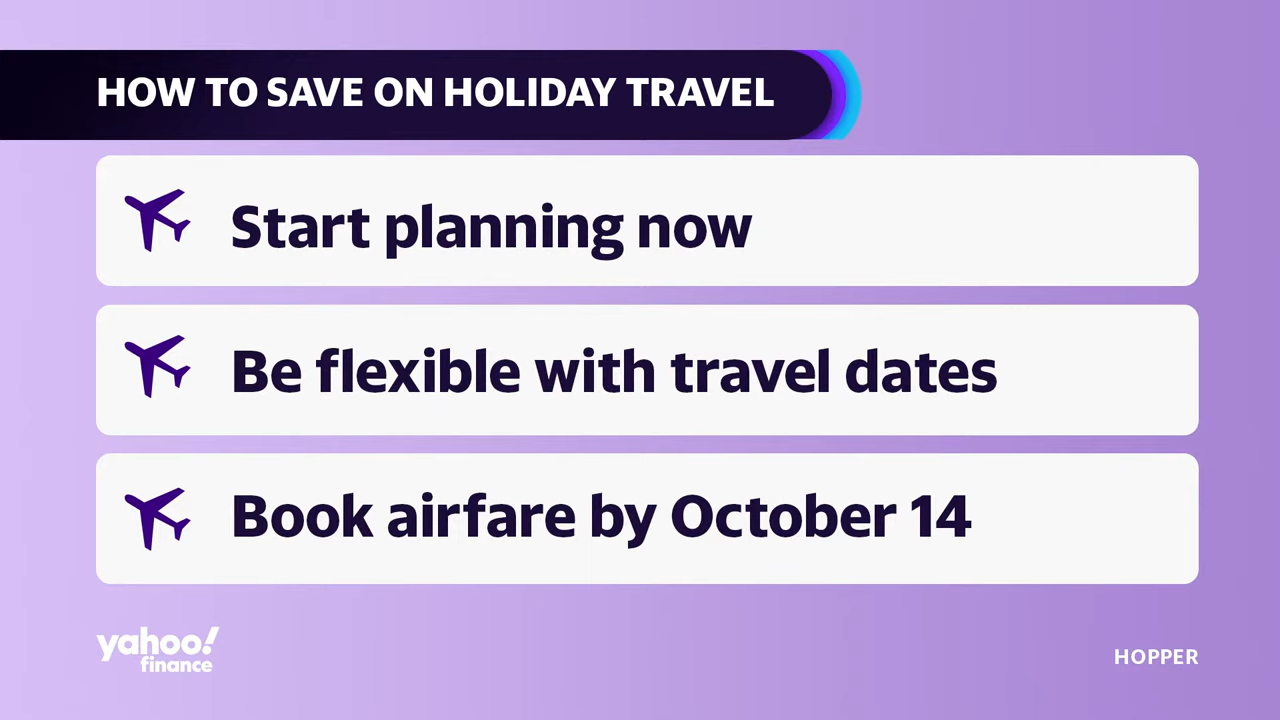 HOW TO SAVE ON HOLIDAY TRAVEL
Start planning now
Be flexible with travel dates
Book airfare by October 14
yahoo!
finance
HOPPER